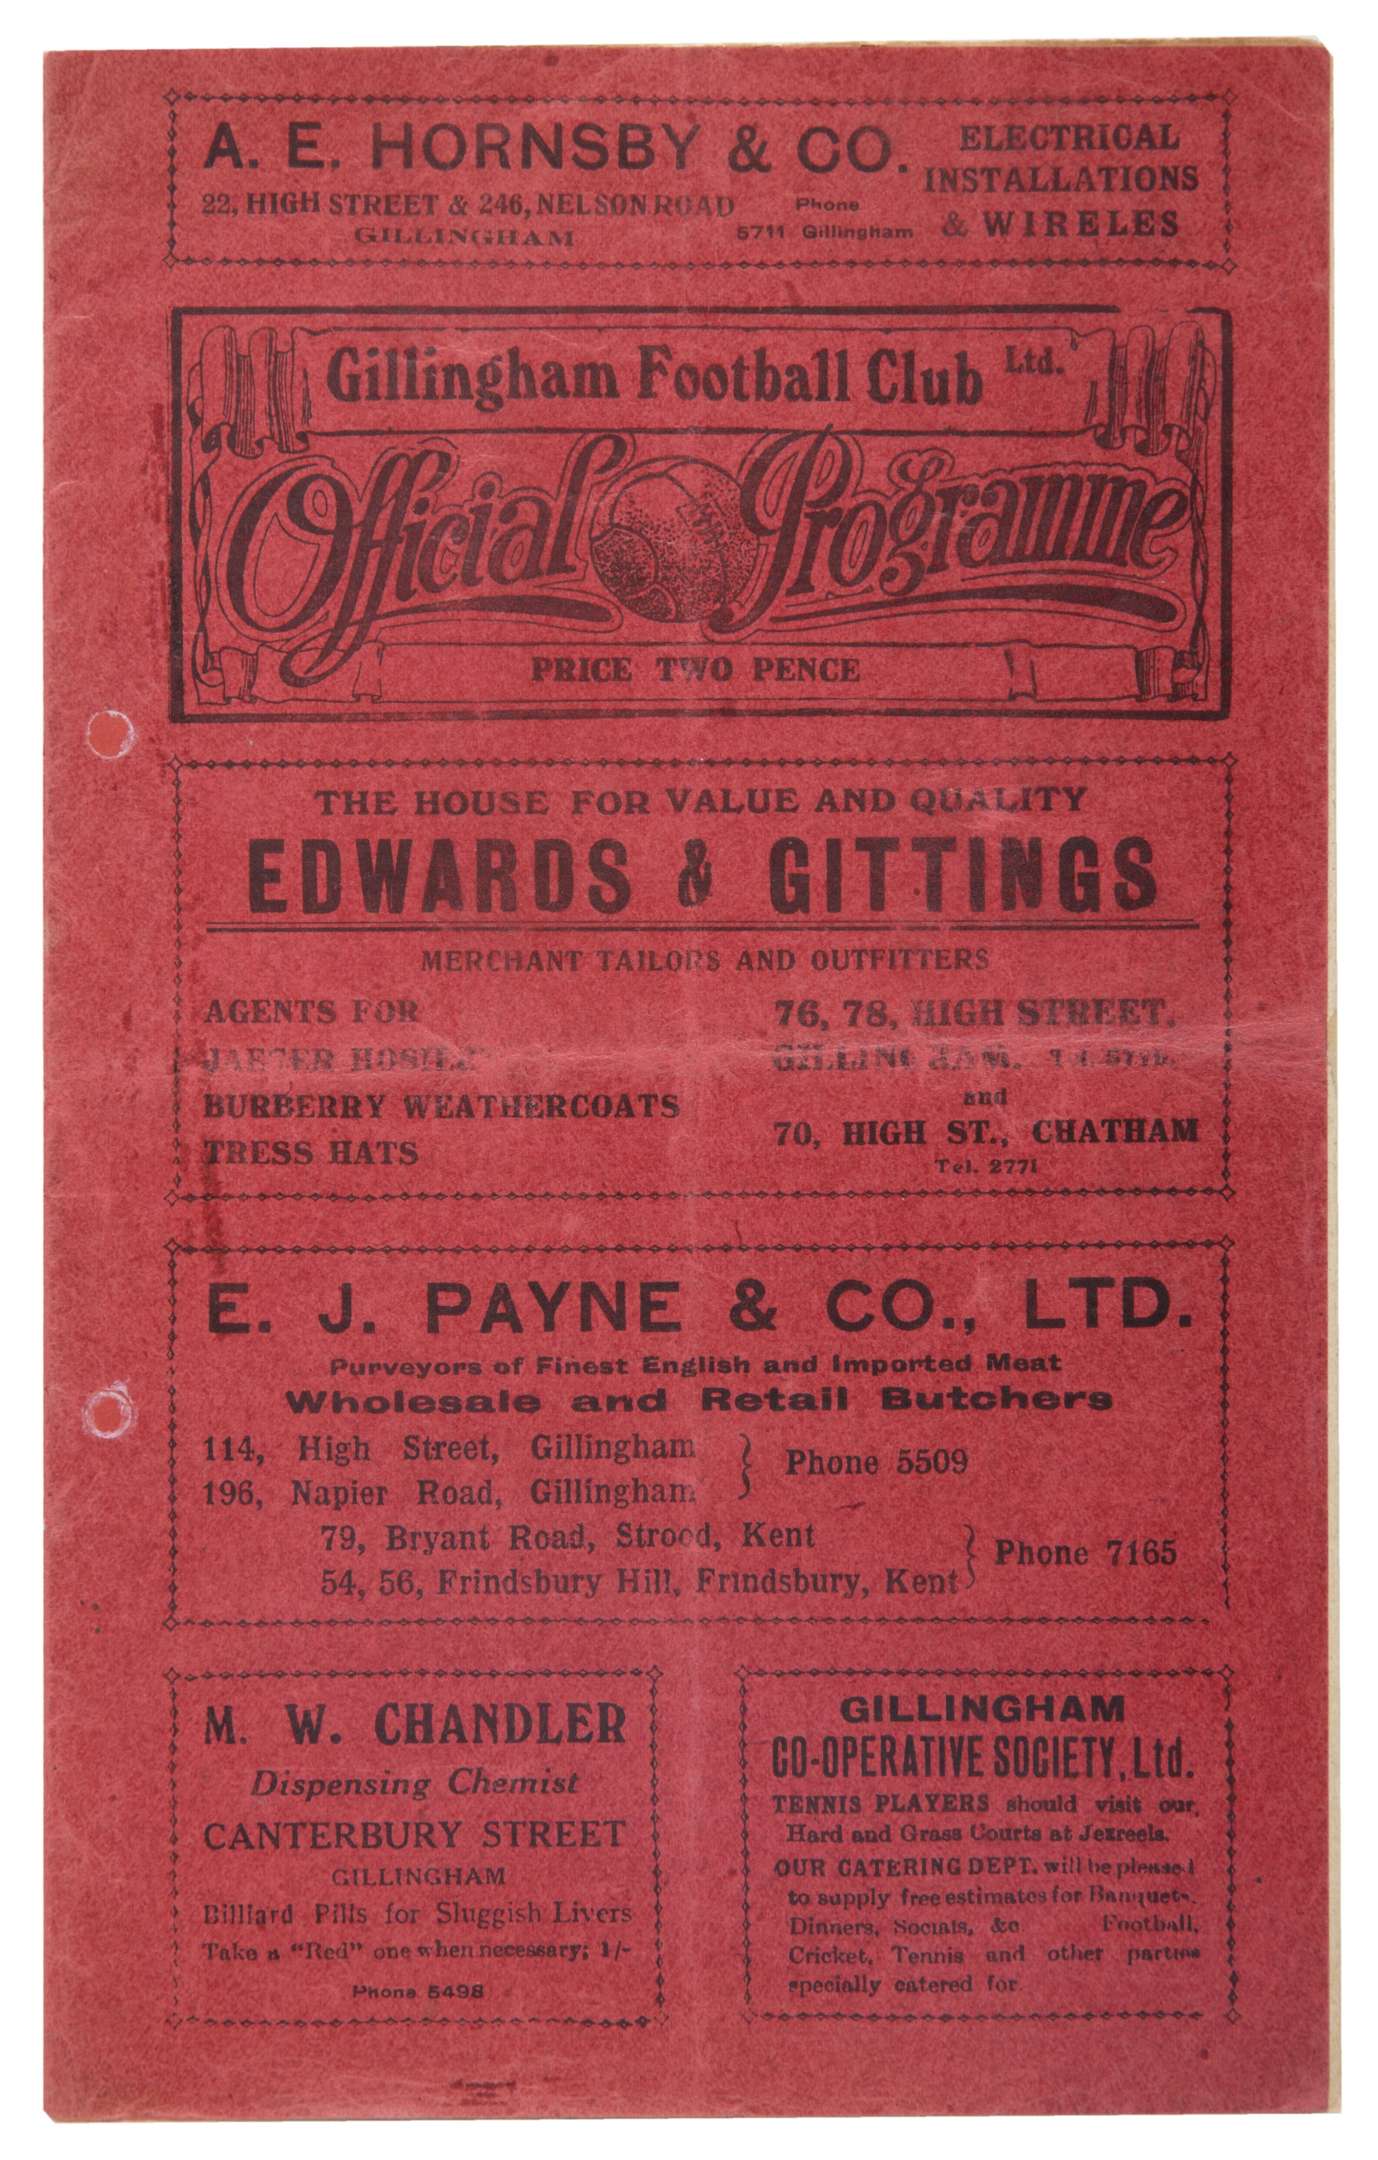 A. E. HORNSBY & CO.
22, HIGH STREET & 246, NELSON ROAD
GILLINGHAM
Phone
5711 Gillingham
ELECTRICAL
INSTALLATIONS
& WIRELES
Gillingham Football Club Ltd.
Official Programme
PRICE TWO PENCE
THE HOUSE FOR VALUE AND QUALITY
EDWARDS & GITTINGS
MERCHANT TAILORS AND OUTFITTERS
AGENTS FOR
JAEGER
BURBERRY WEATHERCOATS
TRESS HATS
76, 78, HIGH STREET,
GILLINGHAM.
and
70, HIGH ST., CHATHAM
Tel. 2771
E. J. PAYNE & CO., LTD.
Purveyors of Finest English and Imported Meat
Wholesale and Retail Butchers
114, High Street, Gillingham
196, Napier Road, Gillingham
Phone 5509
79, Bryant Road, Strood, Kent
54, 56, Frindsbury Hill, Frindsbury, Kent
Phone 7165
M. W. CHANDLER
Dispensing Chemist
CANTERBURY STREET
GILLINGHAM
Billiard Pills for Sluggish Livers
Take a "Red" one when necessary; 1/-
Phone 5498
GILLINGHAM
CO-OPERATIVE SOCIETY, Ltd.
TENNIS PLAYERS should visit our
Hard and Grass Courts at Jezreels.
OUR CATERING DEPT. will be pleased
to supply free estimates for Banquets,
Dinners, Socials, &c Football,
Cricket, Tennis and other parties
specially catered for.